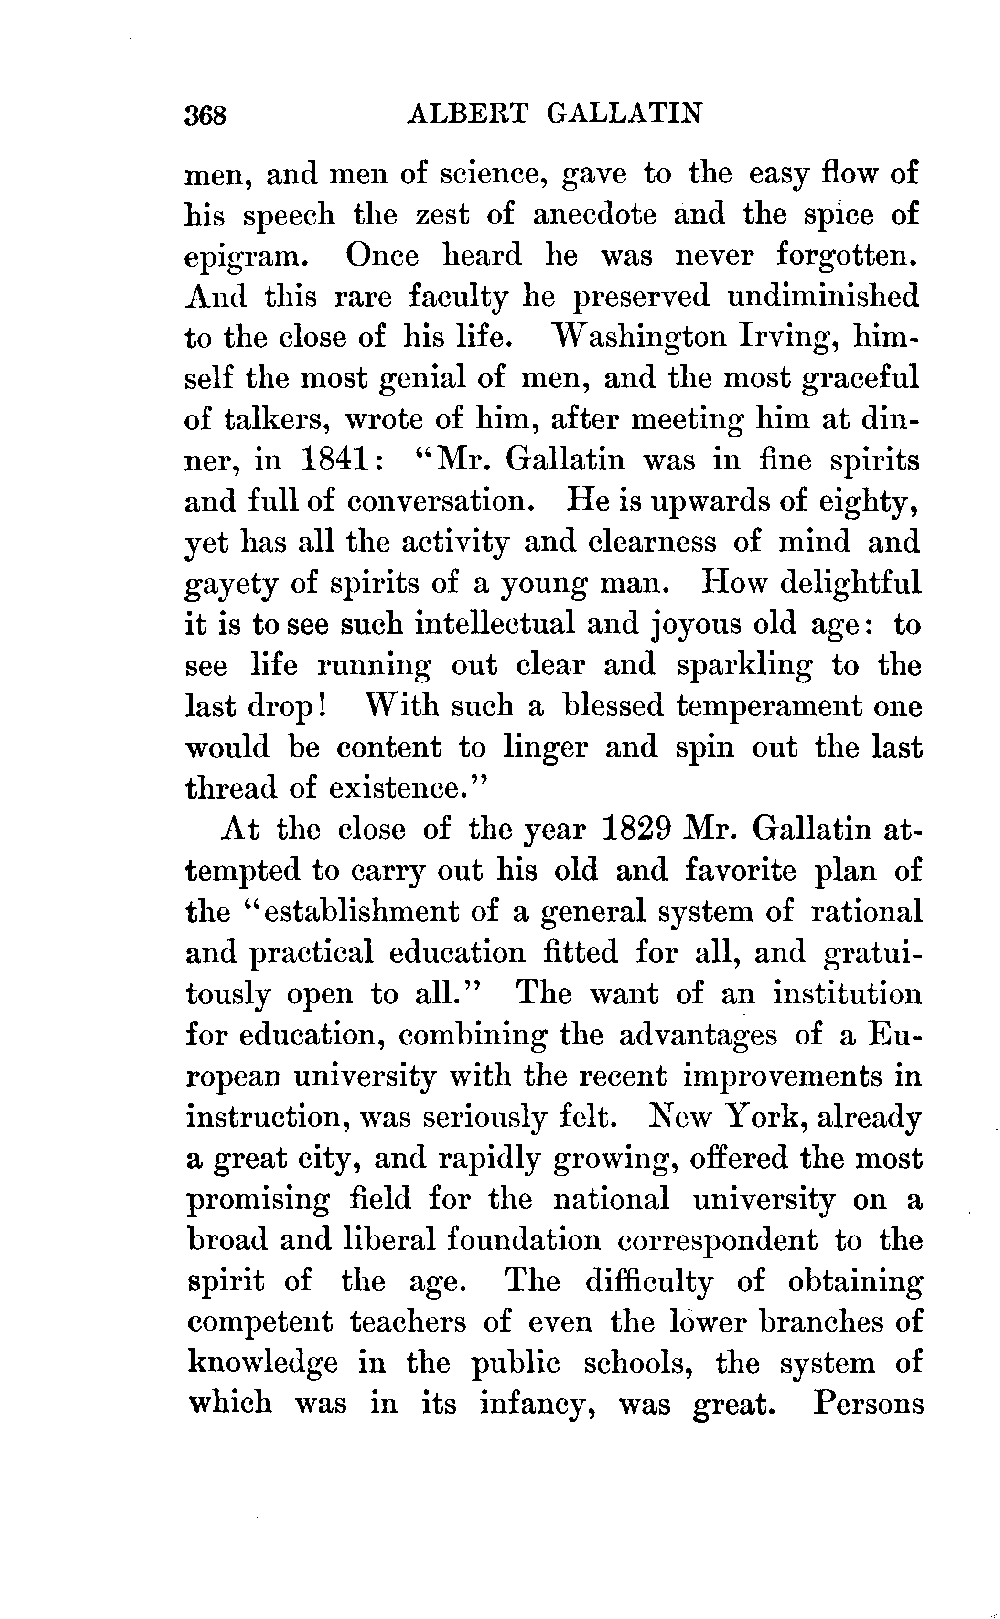 368 ALBERT GALLATIN
men, and men of science, gave to the easy flow of
his speech the zest of anecdote and the spice of
epigram. Once heard he was never forgotten.
And this rare faculty he preserved undiminished
to the close of his life. Washington Irving, him-
self the most genial of men, and the most graceful
of talkers, wrote of him, after meeting him at din-
ner, in 1841: "Mr. Gallatin was in fine spirits
and full of conversation. He is upwards of eighty,
yet has all the activity and clearness of mind and
gayety of spirits of a young man. How delightful
it is to see such intellectual and joyous old age: to
see life running out clear and sparkling to the
last drop! With such a blessed temperament one
would be content to linger and spin out the last
thread of existence."
At the close of the year 1829 Mr. Gallatin at-
tempted to carry out his old and favorite plan of
the "establishment of a general system of rational
and practical education fitted for all, and gratui-
tously open to all." The want of an institution
for education, combining the advantages of a Eu-
ropean university with the recent improvements in
instruction, was seriously felt. New York, already
a great city, and rapidly growing, offered the most
promising field for the national university on a
broad and liberal foundation correspondent to the
spirit of the age. The difficulty of obtaining
competent teachers of even the lower branches of
knowledge in the public schools, the system of
which was in its infancy, was great. Persons